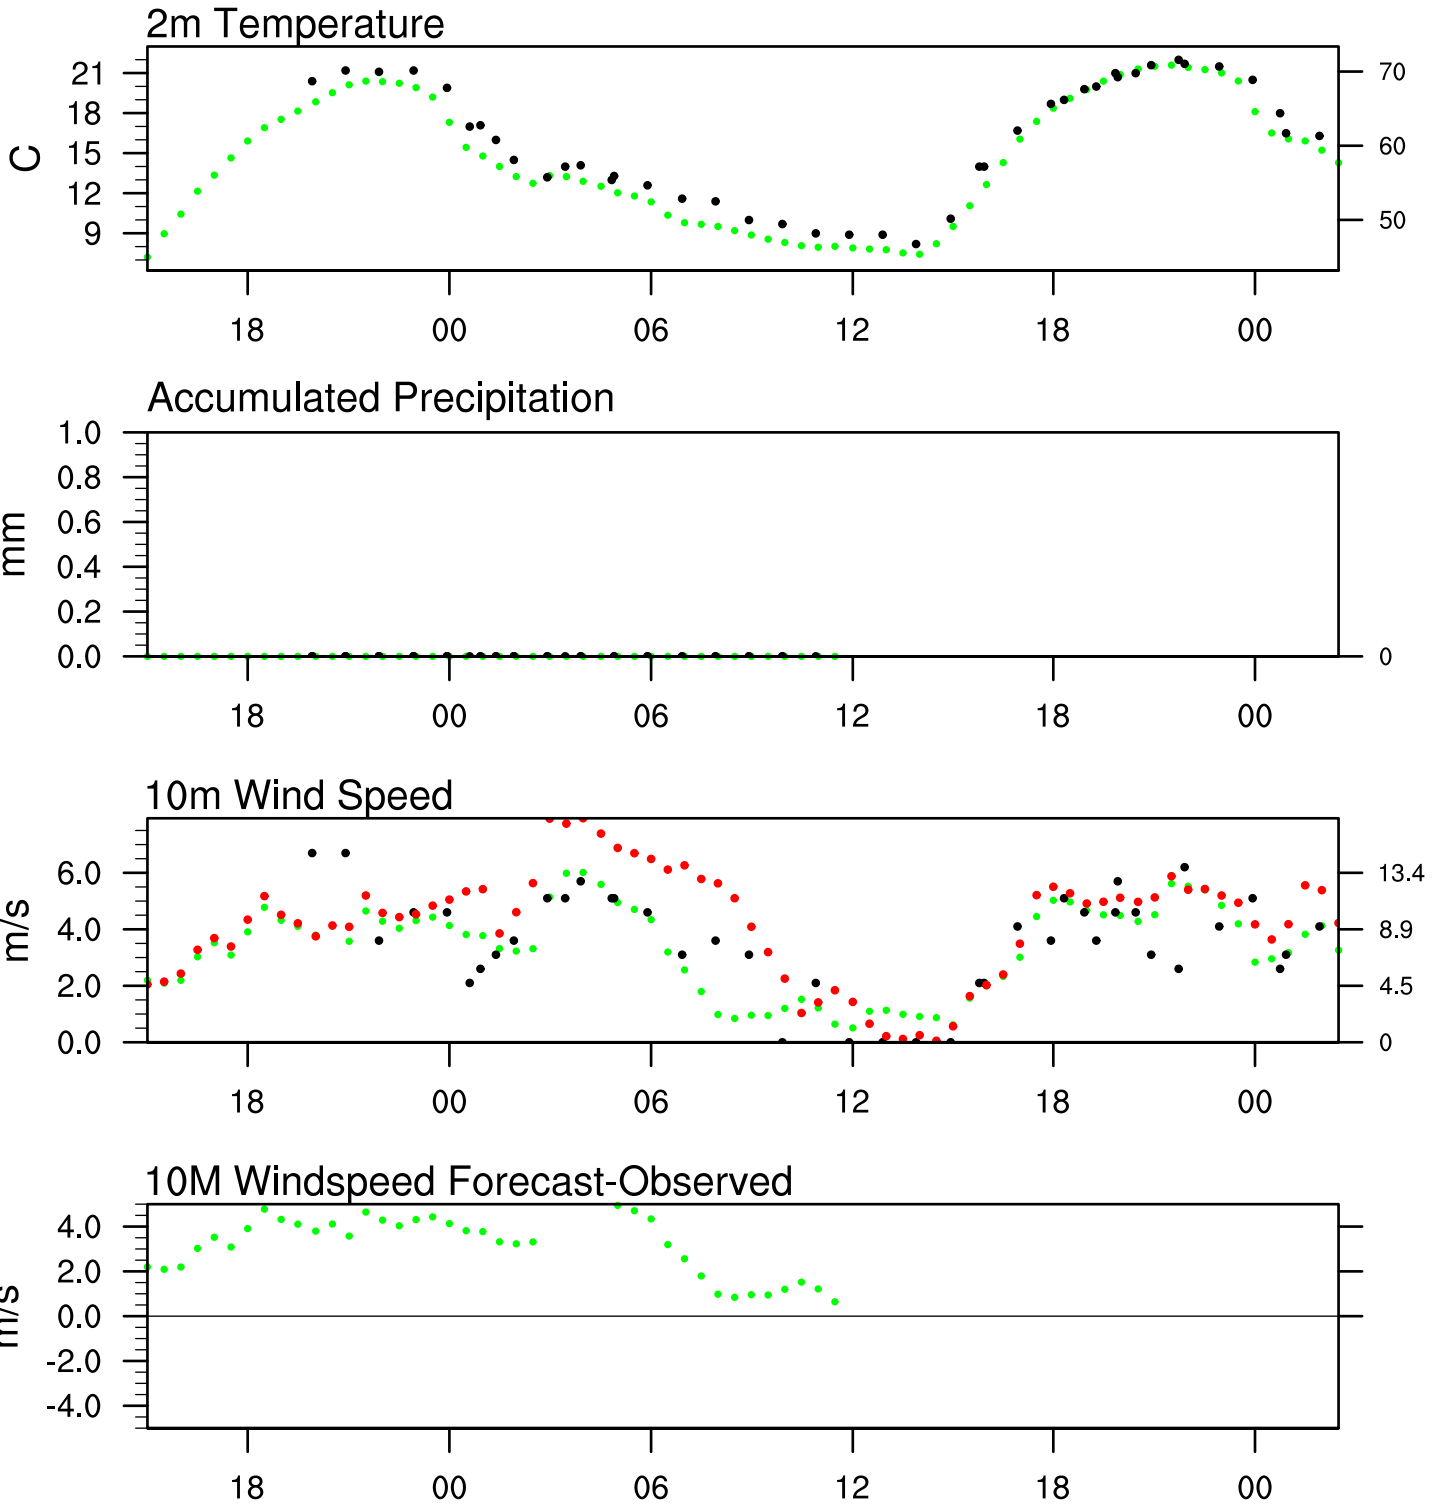 2m Temperature
C
21
18
15
12
9
70
60
50
18 00 06 12 18 00
Accumulated Precipitation
mm
1.0
0.8
0.6
0.4
0.2
0.0
0
18 00 06 12 18 00
10m Wind Speed
m/s
6.0
4.0
2.0
0.0
13.4
8.9
4.5
0
18 00 06 12 18 00
10M Windspeed Forecast-Observed
m/s
4.0
2.0
0.0
-2.0
-4.0
18 00 06 12 18 00